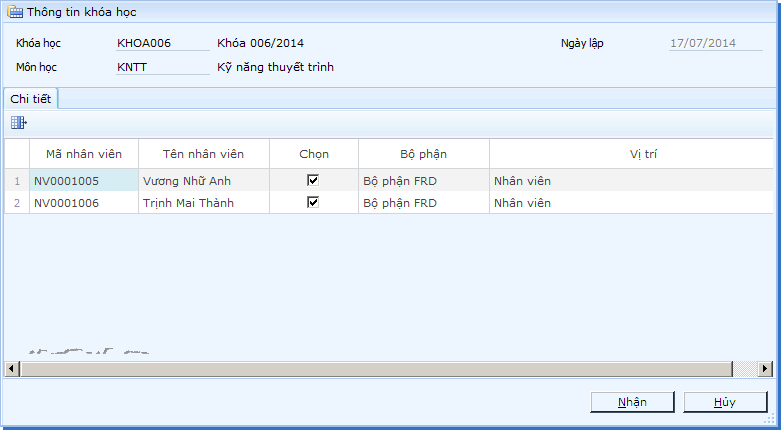 Thông tin khóa học
Khóa học KHOA006 Khóa 006/2014 Ngày lập 17/07/2014
Môn học KNTT Kỹ năng thuyết trình
Chi tiết
Mã nhân viên Tên nhân viên Chọn Bộ phận Vị trí
1 NV0001005 Vương Nhữ Anh Bộ phận FRD Nhân viên
2 NV0001006 Trịnh Mai Thành Bộ phận FRD Nhân viên
Nhận Hủy